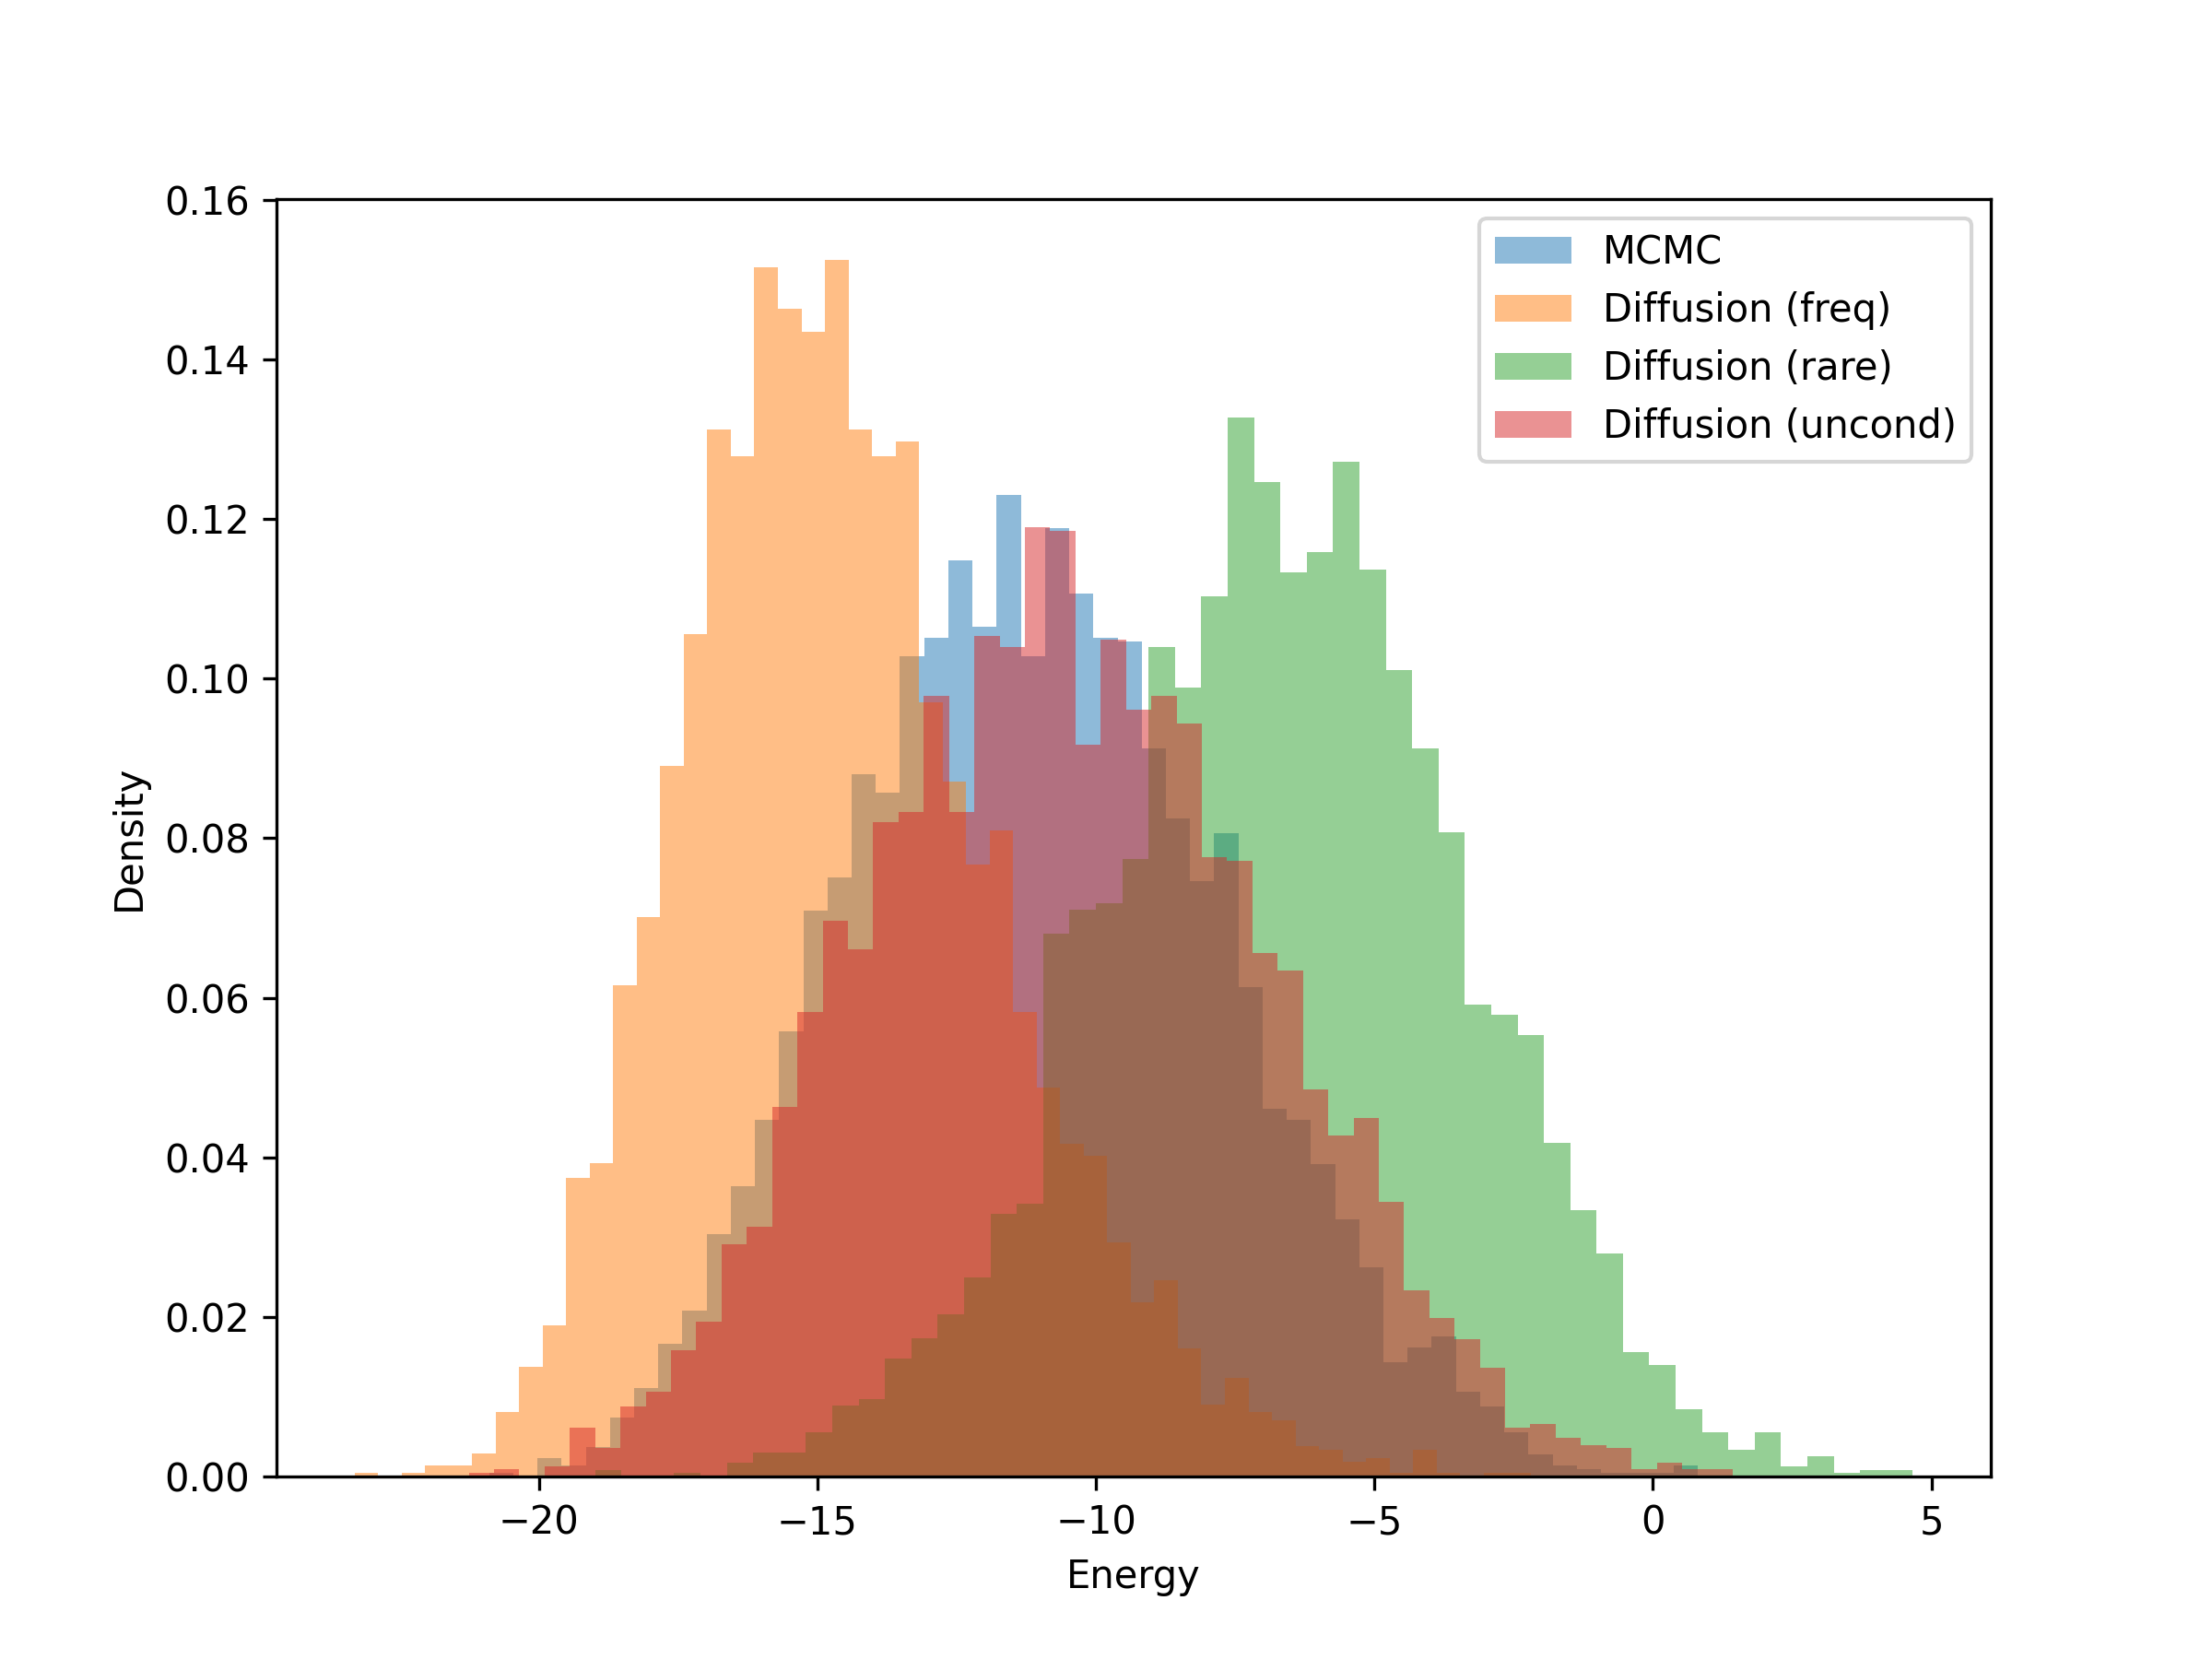 0.16
0.14
0.12
0.10
0.08
0.06
0.04
0.02
0.00
Density
−20
−15
−10
−5
0
5
Energy
MCMC
Diffusion (freq)
Diffusion (rare)
Diffusion (uncond)